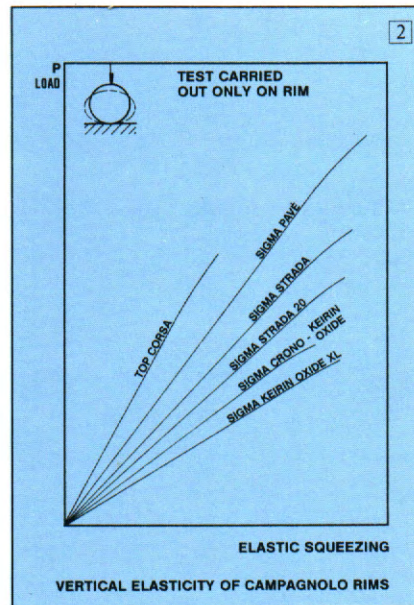 2
P
LOAD
TEST CARRIED
OUT ONLY ON RIM
TOP CORSA
SIGMA PAVÈ
SIGMA STRADA
SIGMA STRADA 20
SIGMA CRONO - KEIRIN
OXIDE
SIGMA KEIRIN OXIDE XL
ELASTIC SQUEEZING
VERTICAL ELASTICITY OF CAMPAGNOLO RIMS